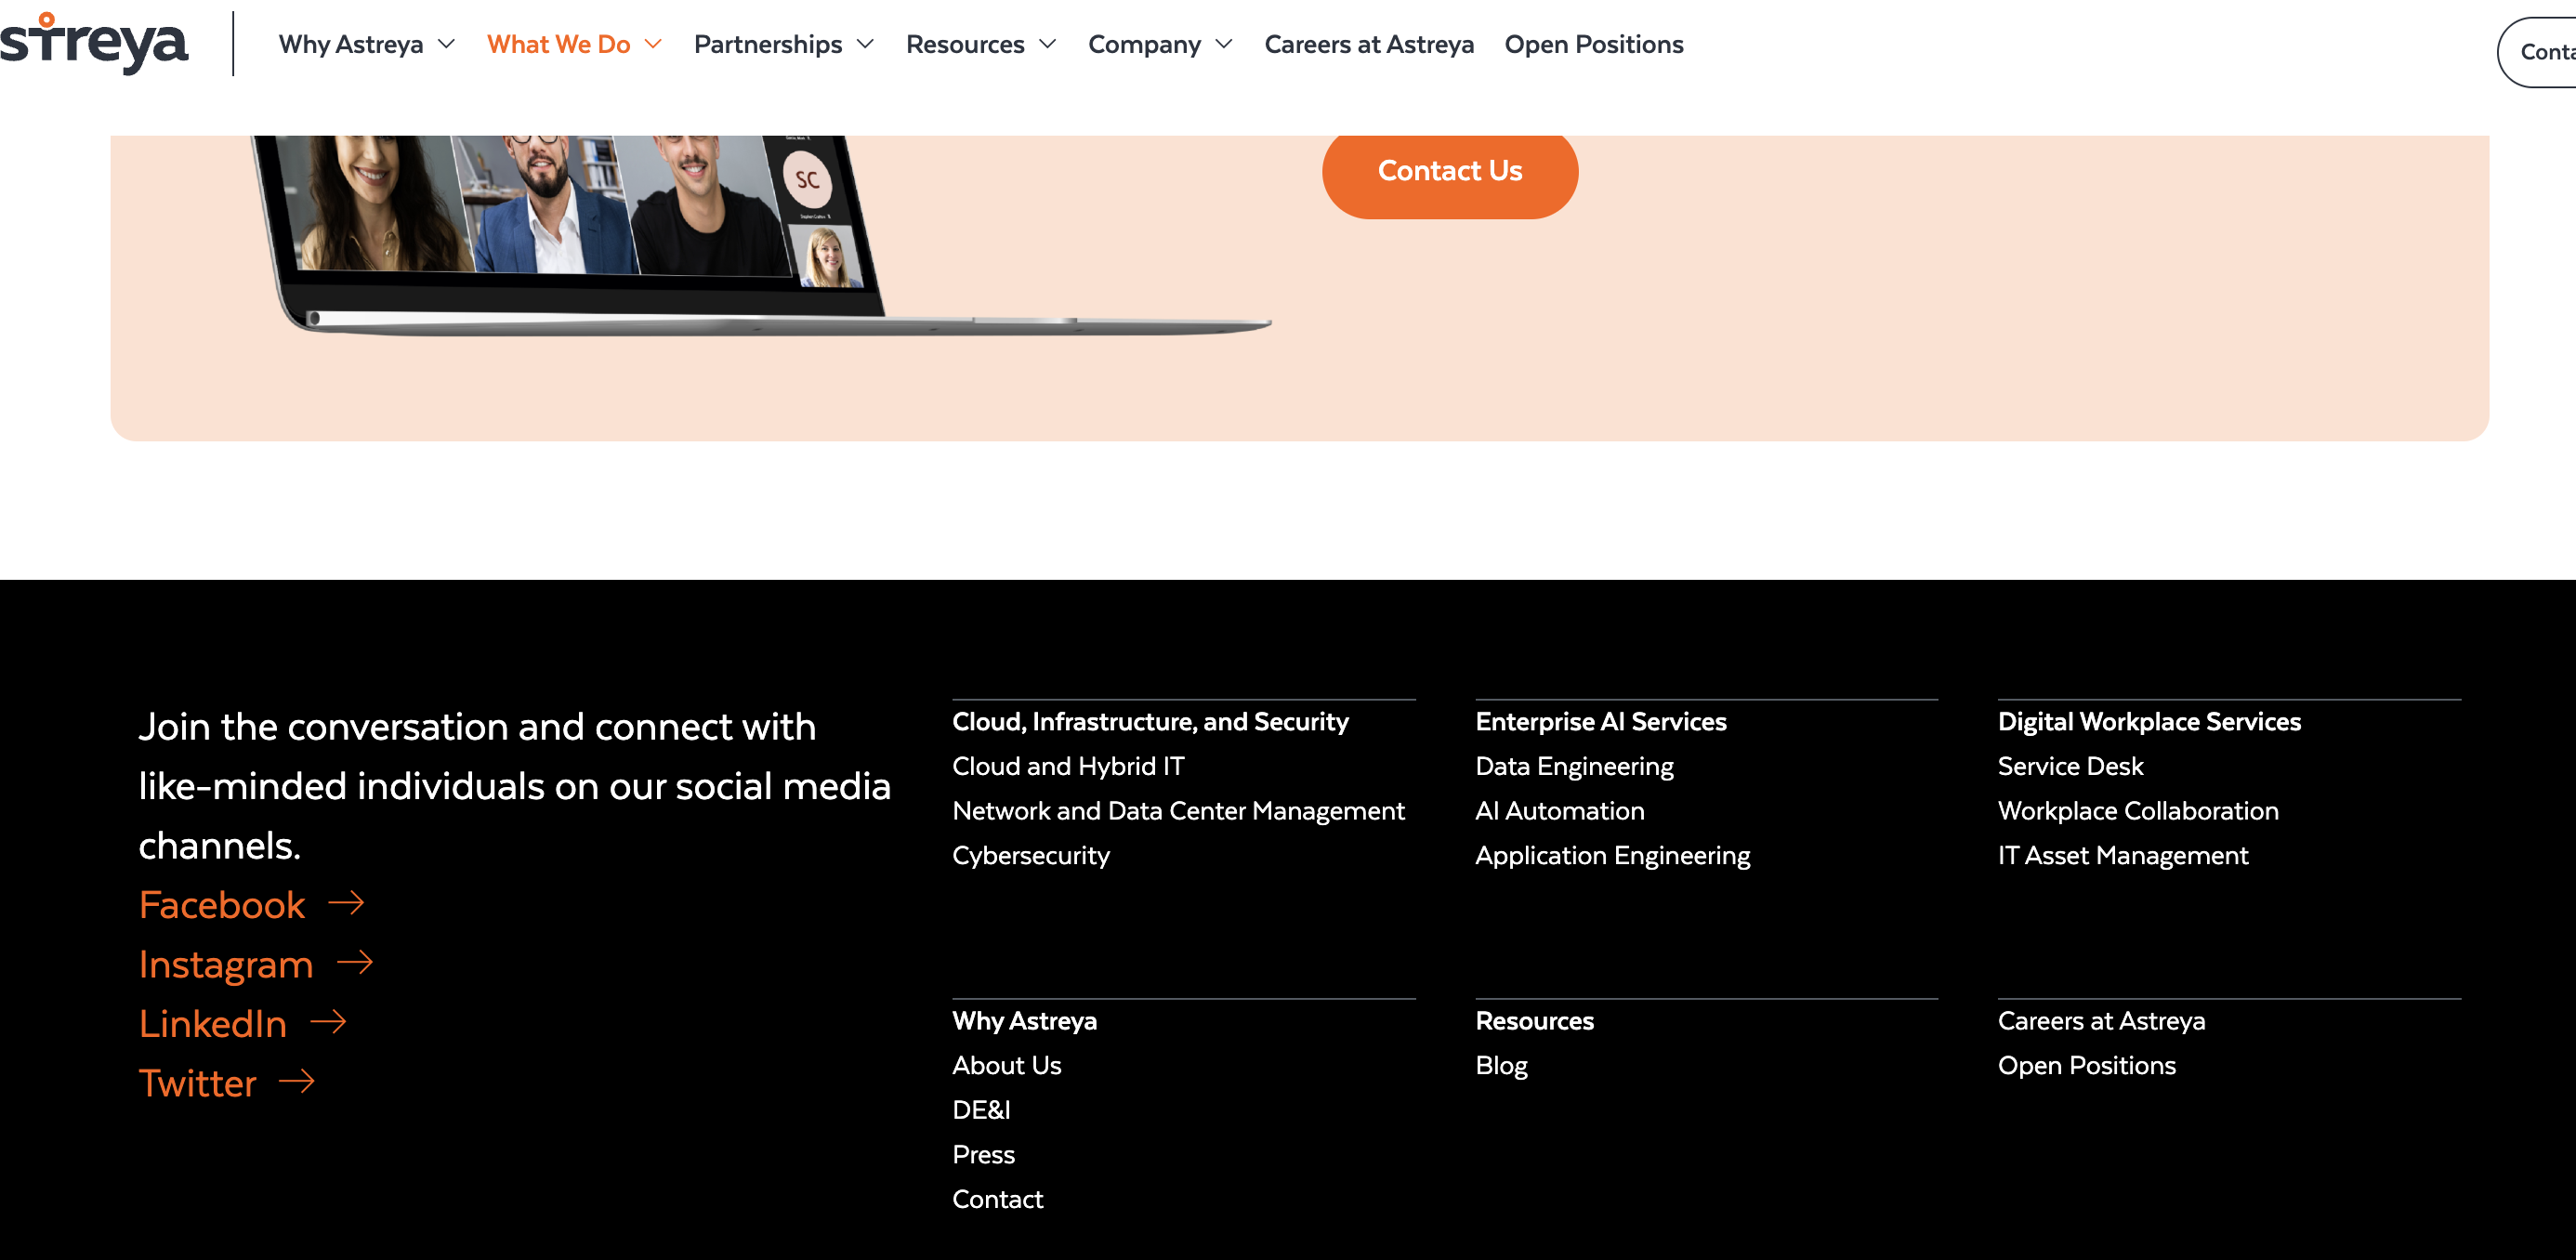 streya
Why Astreya What We Do Partnerships Resources Company Careers at Astreya Open Positions
Contact Us
SC
Join the conversation and connect with
like-minded individuals on our social media
channels.
Facebook
Instagram
LinkedIn
Twitter
Cloud, Infrastructure, and Security
Cloud and Hybrid IT
Network and Data Center Management
Cybersecurity
Enterprise AI Services
Data Engineering
AI Automation
Application Engineering
Digital Workplace Services
Service Desk
Workplace Collaboration
IT Asset Management
Why Astreya
About Us
DE&I
Press
Contact
Resources
Blog
Careers at Astreya
Open Positions